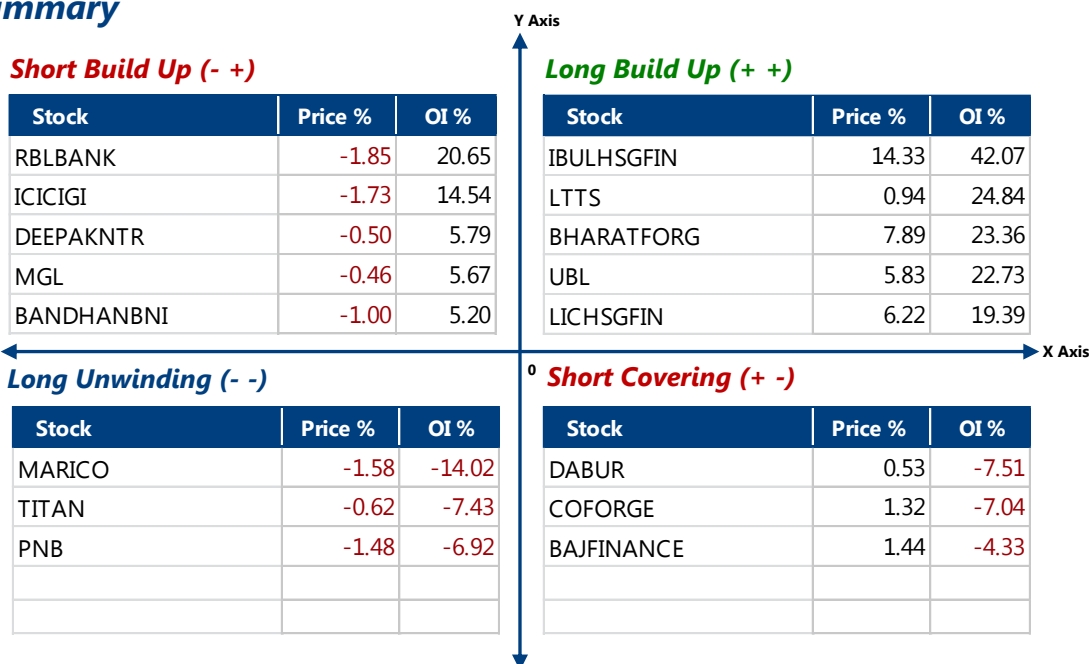 Y Axis
Short Build Up (- +)
Stock Price % OI %
RBLBANK -1.85 20.65
ICICIGI -1.73 14.54
DEEPAKNTR -0.50 5.79
MGL -0.46 5.67
BANDHANBNI -1.00 5.20
Long Build Up (+ +)
Stock Price % OI %
IBULHSGFIN 14.33 42.07
LTTS 0.94 24.84
BHARATFORG 7.89 23.36
UBL 5.83 22.73
LICHSGFIN 6.22 19.39
X Axis
0
Long Unwinding (- -)
Stock Price % OI %
MARICO -1.58 -14.02
TITAN -0.62 -7.43
PNB -1.48 -6.92
Short Covering (+ -)
Stock Price % OI %
DABUR 0.53 -7.51
COFORGE 1.32 -7.04
BAJFINANCE 1.44 -4.33